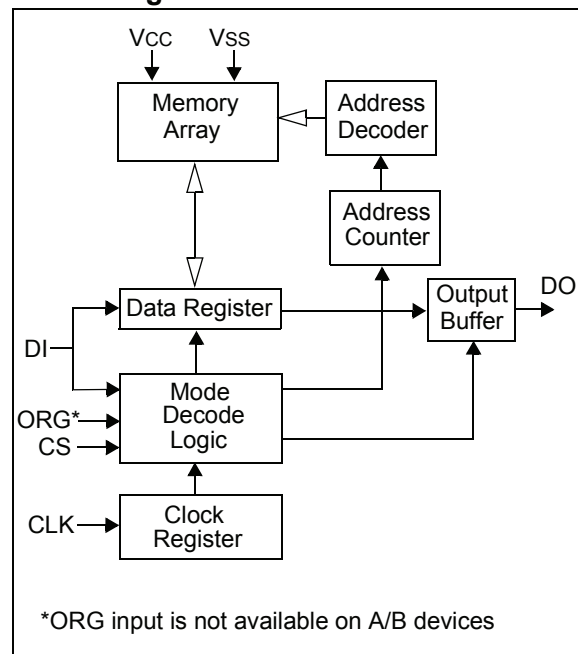 VCC VSS
Memory
Array
Address
Decoder
Address
Counter
Data Register
Output
Buffer
DO
DI
Mode
Decode
Logic
ORG*
CS
CLK
Clock
Register
*ORG input is not available on A/B devices